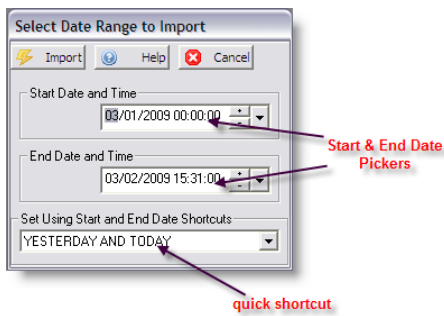 Select Date Range to Import
Import Help Cancel
Start Date and Time
03/01/2009 00:00:00
Start & End Date
Pickers
End Date and Time
03/02/2009 15:31:00
Set Using Start and End Date Shortcuts
YESTERDAY AND TODAY
quick shortcut